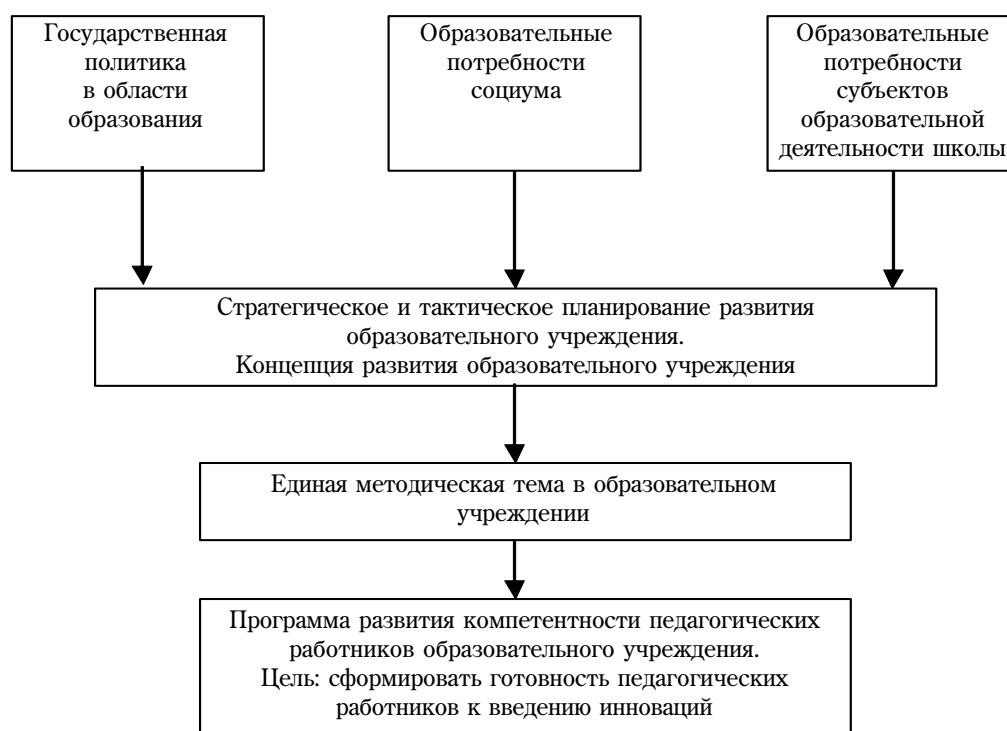 Государственная
политика
в области
образования
Образовательные
потребности
социума
Образовательные
потребности
субъектов
образовательной
деятельности школы
Стратегическое и тактическое планирование развития
образовательного учреждения.
Концепция развития образовательного учреждения
Единая методическая тема в образовательном
учреждении
Программа развития компетентности педагогических
работников образовательного учреждения.
Цель: сформировать готовность педагогических
работников к введению инноваций